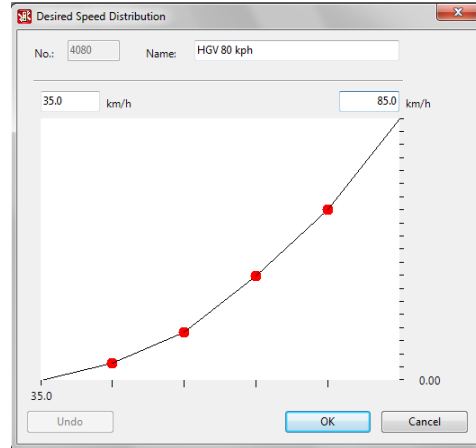 Desired Speed Distribution
No.: 4080 Name: HGV 80 kph
35.0 km/h 85.0 km/h
0.00
35.0
Undo OK Cancel